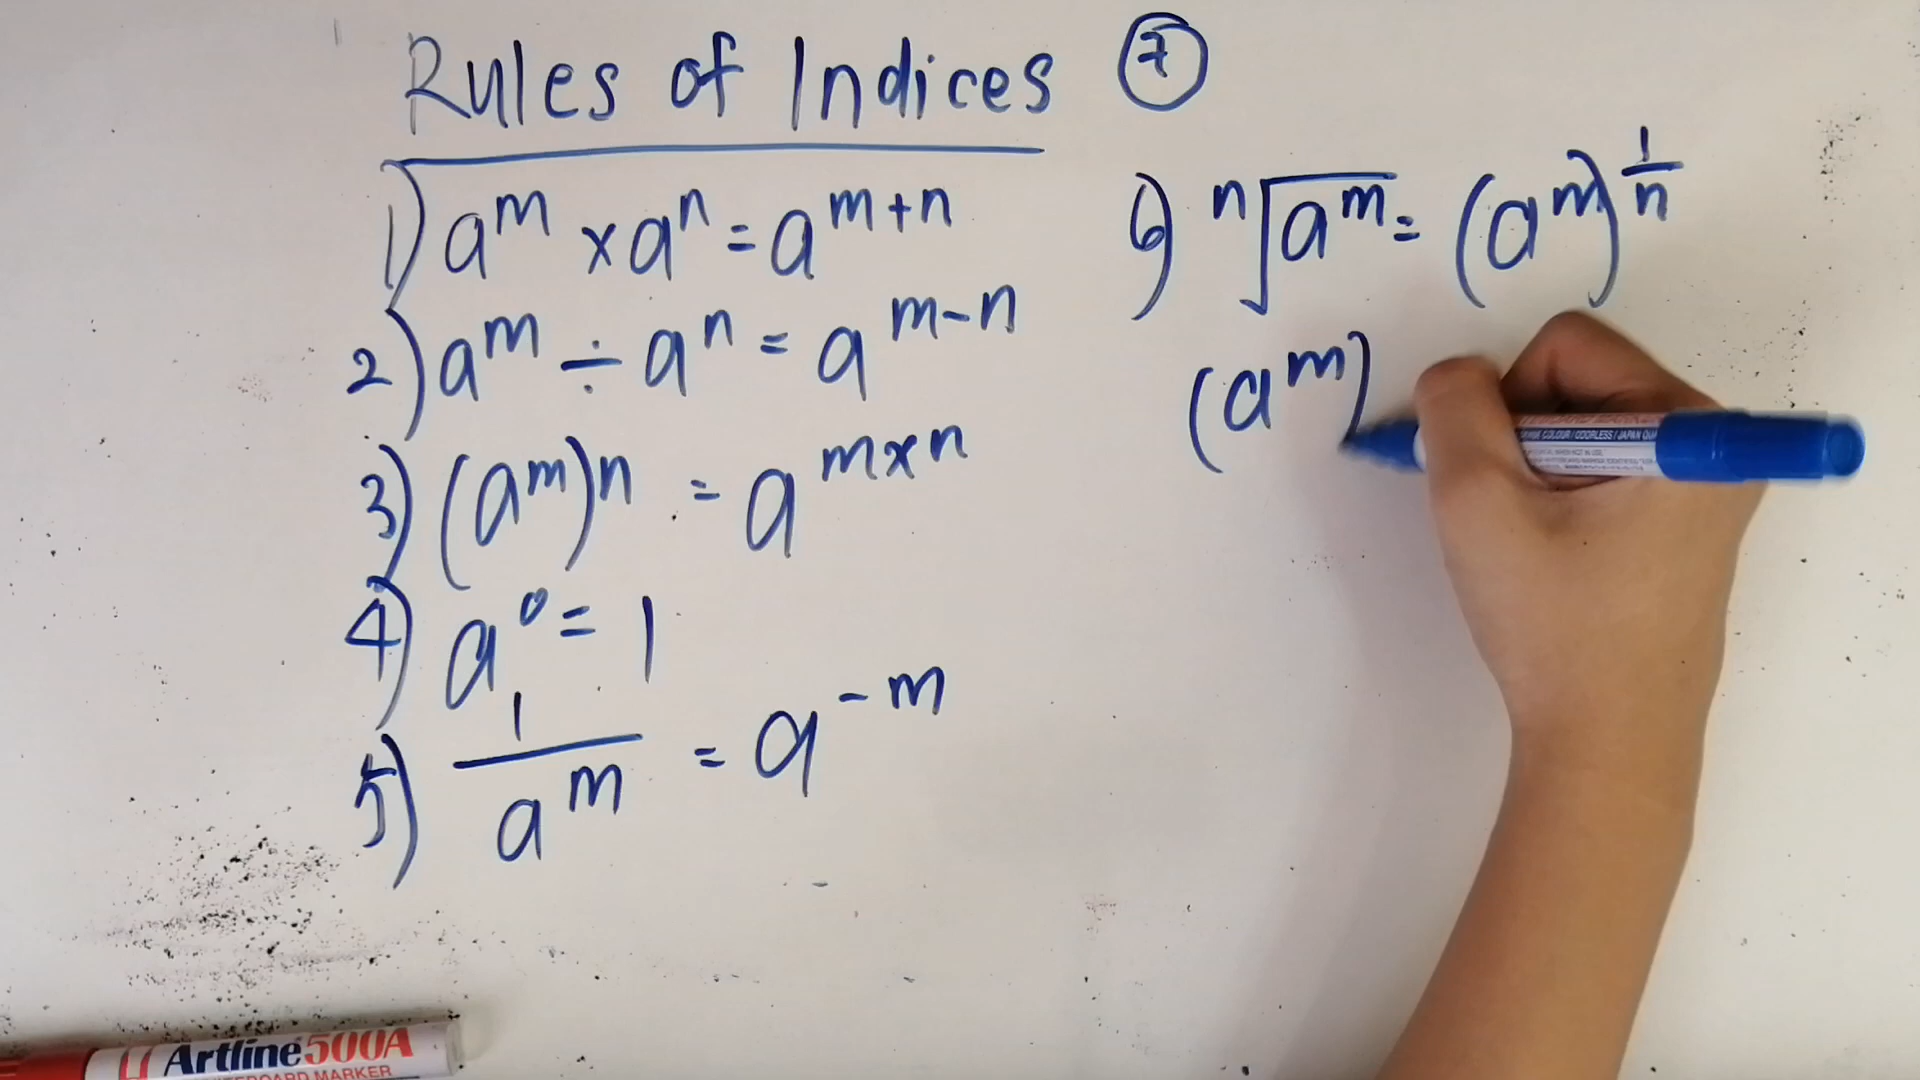 Rules of Indices 7
1) a^m × a^n = a^(m+n)
2) a^m ÷ a^n = a^(m-n)
3) (a^m)^n = a^(m×n)
4) a^0 = 1
5) 1/a^m = a^(-m)
6) ⁿ√(a^m) = (a^m)^(1/n)
(a^m)
Artline 500A
WHITEBOARD MARKER